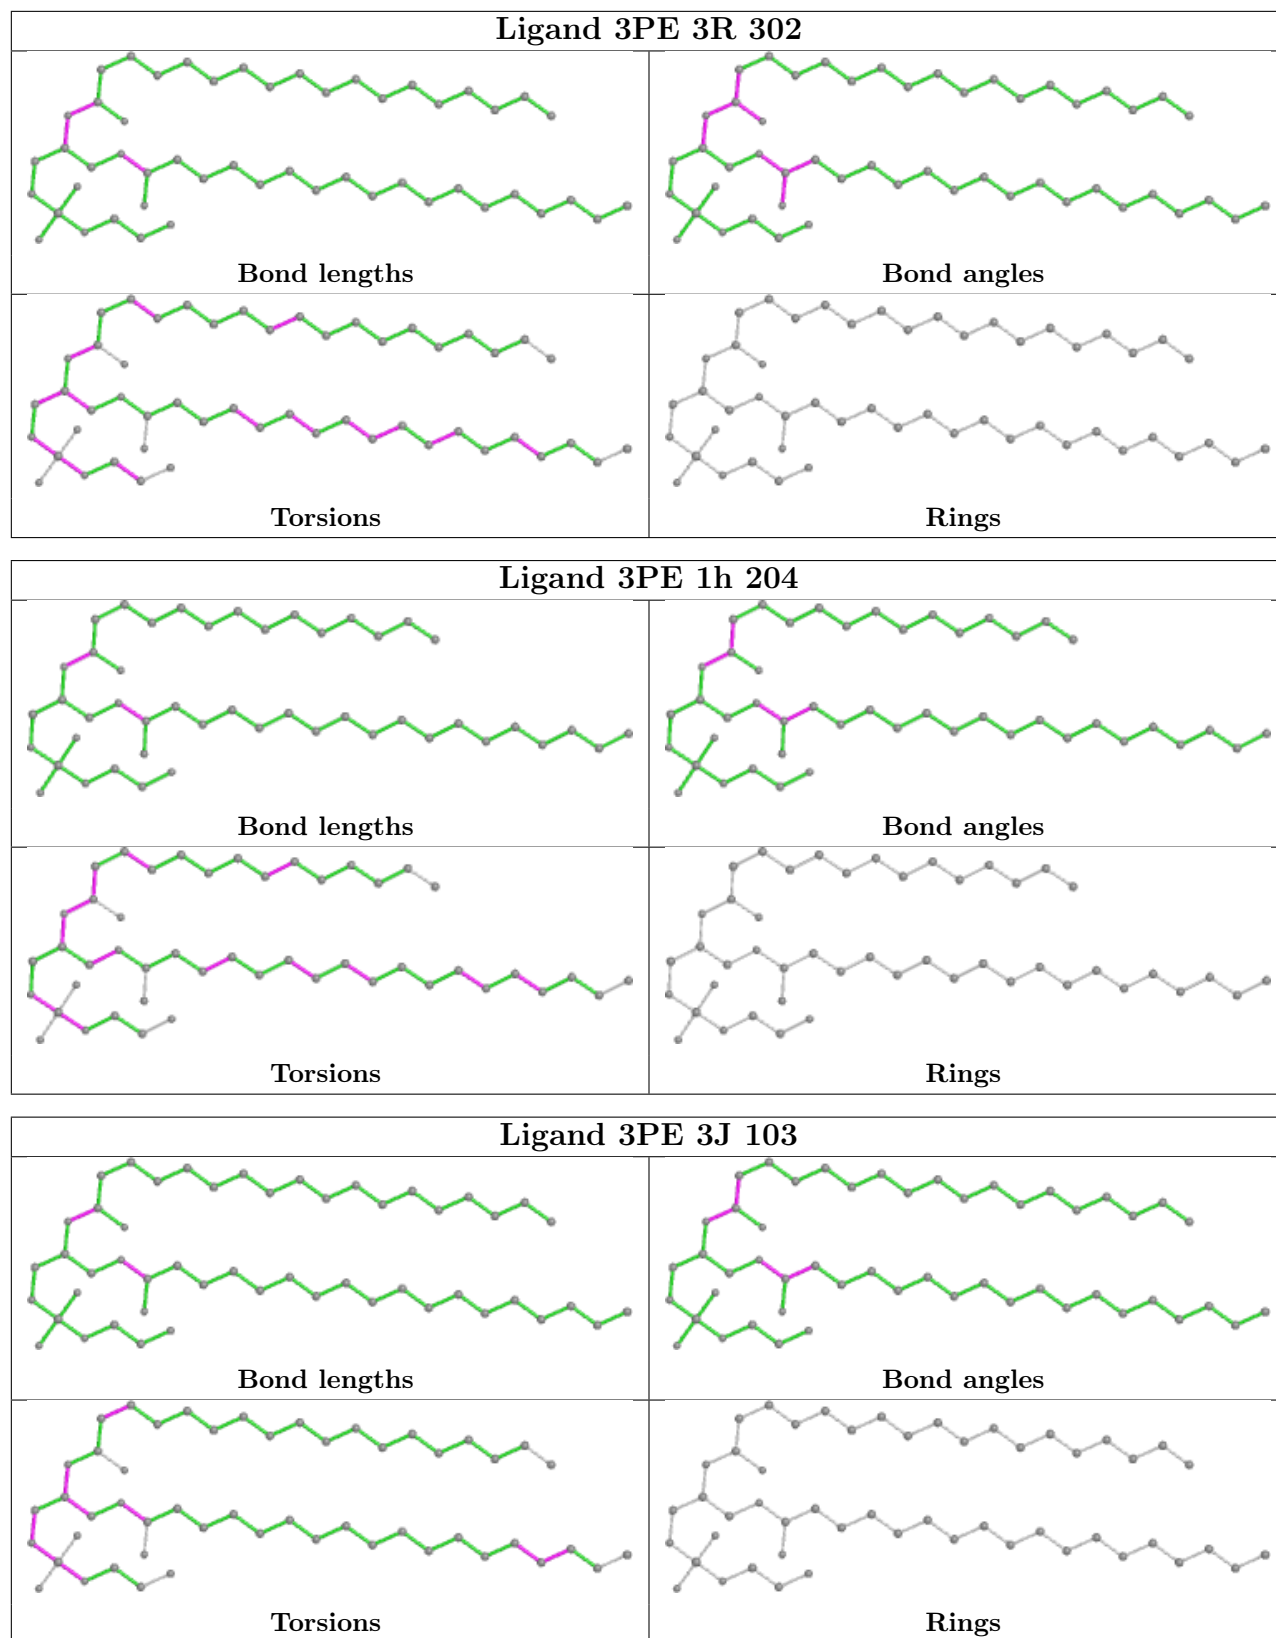 Ligand 3PE 3R 302
Bond lengths
Bond angles
Torsions
Rings
Ligand 3PE 1h 204
Bond lengths
Bond angles
Torsions
Rings
Ligand 3PE 3J 103
Bond lengths
Bond angles
Torsions
Rings